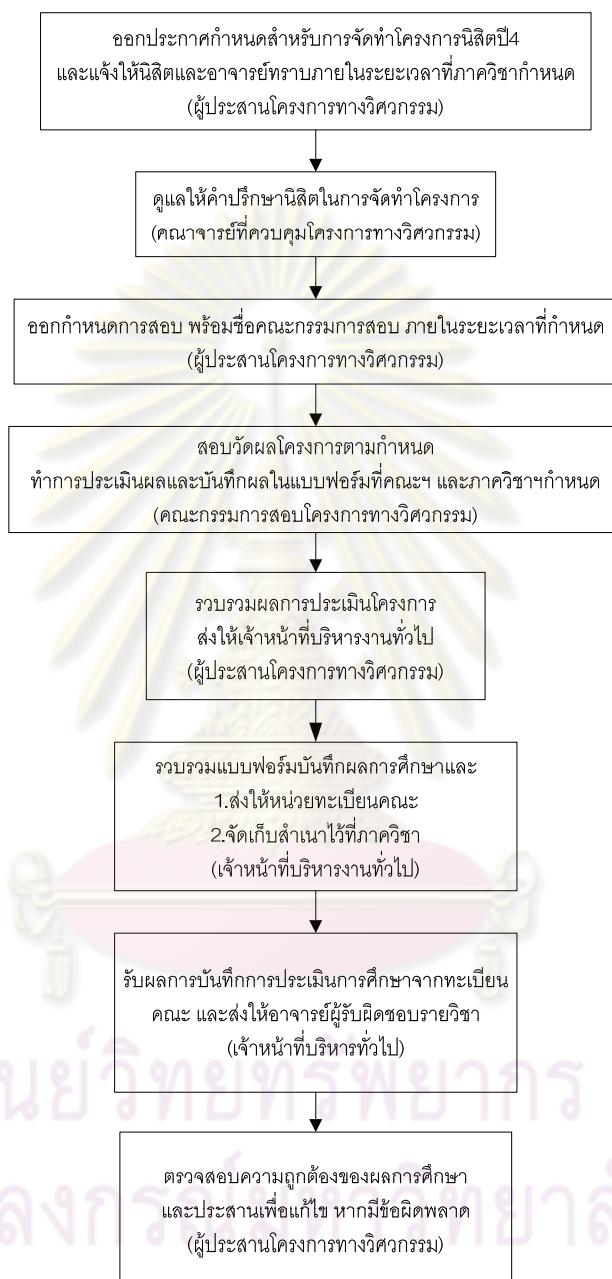 ออกประกาศกำหนดสำหรับการจัดทำโครงการนิสิตปี4
และแจ้งให้นิสิตและอาจารย์ทราบภายในระยะเวลาที่ภาควิชากำหนด
(ผู้ประสานโครงการทางวิศวกรรม)
ดูแลให้คำปรึกษานิสิตในการจัดทำโครงการ
(คณาจารย์ที่ควบคุมโครงการทางวิศวกรรม)
ออกกำหนดการสอบ พร้อมชื่อคณะกรรมการสอบ ภายในระยะเวลาที่กำหนด
(ผู้ประสานโครงการทางวิศวกรรม)
สอบวัดผลโครงการตามกำหนด
ทำการประเมินผลและบันทึกผลในแบบฟอร์มที่คณะฯ และภาควิชาฯกำหนด
(คณะกรรมการสอบโครงการทางวิศวกรรม)
รวบรวมผลการประเมินโครงการ
ส่งให้เจ้าหน้าที่บริหารงานทั่วไป
(ผู้ประสานโครงการทางวิศวกรรม)
รวบรวมแบบฟอร์มบันทึกผลการศึกษาและ
1.ส่งให้หน่วยทะเบียนคณะ
2.จัดเก็บสำเนาไว้ที่ภาควิชา
(เจ้าหน้าที่บริหารงานทั่วไป)
รับผลการบันทึกการประเมินการศึกษาจากทะเบียน
คณะ และส่งให้อาจารย์ผู้รับผิดชอบรายวิชา
(เจ้าหน้าที่บริหารทั่วไป)
นย์วิทยทรัพยากร
ตรวจสอบความถูกต้องของผลการศึกษา
และประสานเพื่อแก้ไข หากมีข้อผิดพลาด
(ผู้ประสานโครงการทางวิศวกรรม)